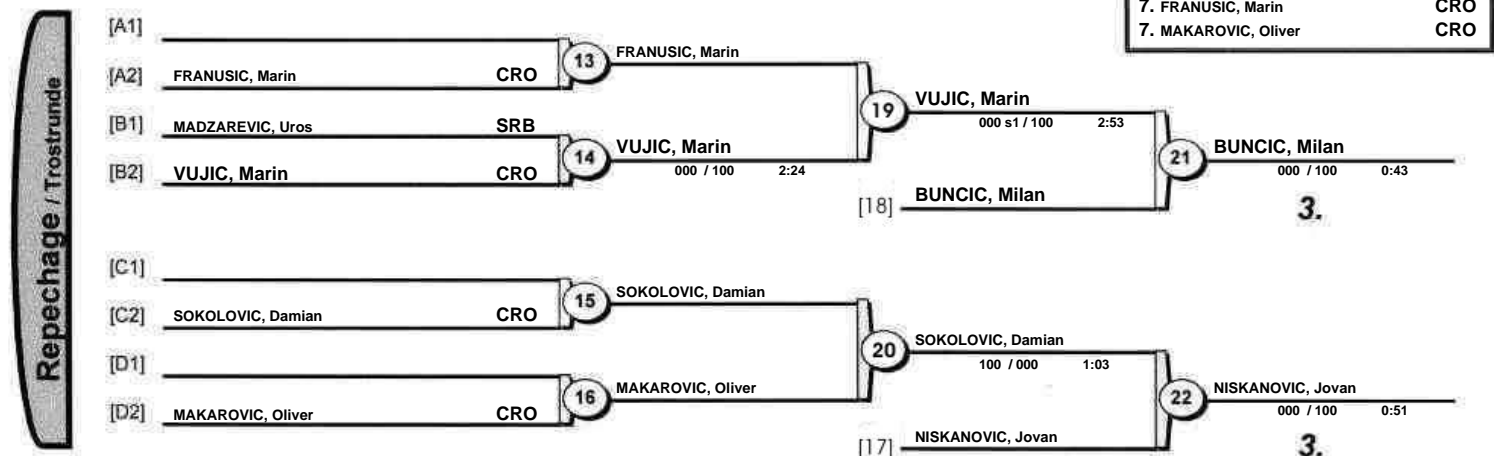 7. FRANUSIC, Marin CRO
7. MAKAROVIC, Oliver CRO
Repechage / Trostrunde
[A1]
[A2] FRANUSIC, Marin CRO
13 FRANUSIC, Marin
[B1] MADZAREVIC, Uros SRB
[B2] VUJIC, Marin CRO
14 VUJIC, Marin
000 / 100 2:24
19 VUJIC, Marin
000 s1 / 100 2:53
[18] BUNCIC, Milan
21 BUNCIC, Milan
000 / 100 0:43
3.
[C1]
[C2] SOKOLOVIC, Damian CRO
15 SOKOLOVIC, Damian
[D1]
[D2] MAKAROVIC, Oliver CRO
16 MAKAROVIC, Oliver
20 SOKOLOVIC, Damian
100 / 000 1:03
[17] NISKANOVIC, Jovan
22 NISKANOVIC, Jovan
000 / 100 0:51
3.